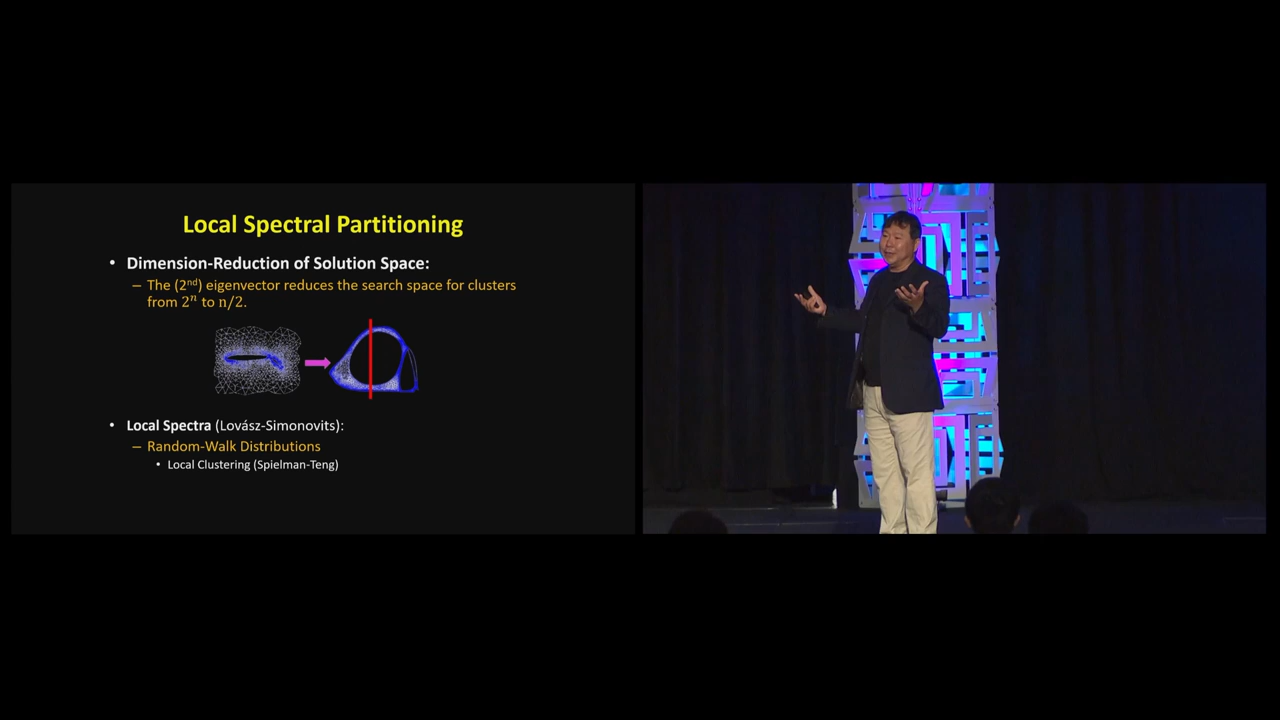 Local Spectral Partitioning
• Dimension-Reduction of Solution Space:
– The (2nd) eigenvector reduces the search space for clusters
from 2ⁿ to n/2.
• Local Spectra (Lovász-Simonovits):
– Random-Walk Distributions
• Local Clustering (Spielman-Teng)